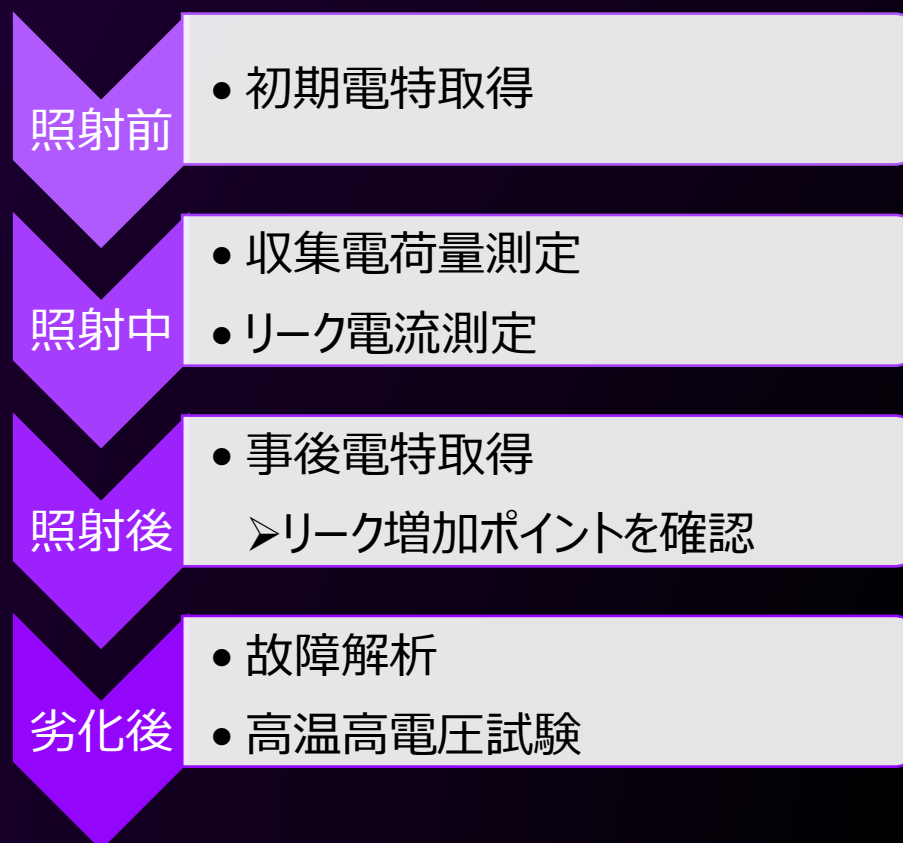 照射前
• 初期電特取得
照射中
• 収集電荷量測定
• リーク電流測定
照射後
• 事後電特取得
➢リーク増加ポイントを確認
劣化後
• 故障解析
• 高温高電圧試験